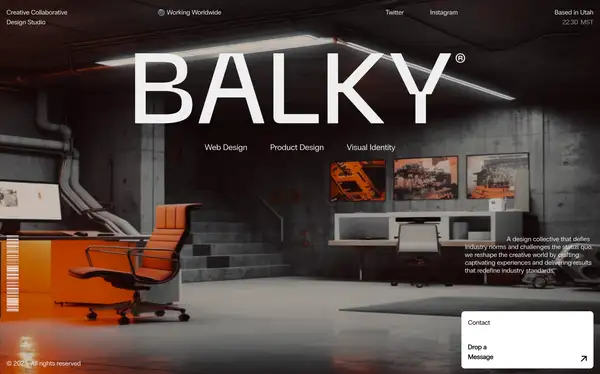 Creative Collaborative
Design Studio
Working Worldwide
Twitter
Instagram
Based in Utah
22:30 MST
BALKY®
Web Design
Product Design
Visual Identity
A design collective that defies
industry norms and challenges the status quo.
we reshape the creative world by crafting
captivating experiences and delivering results
that redefine industry standards.
Contact
Drop a
Message
© All rights reserved